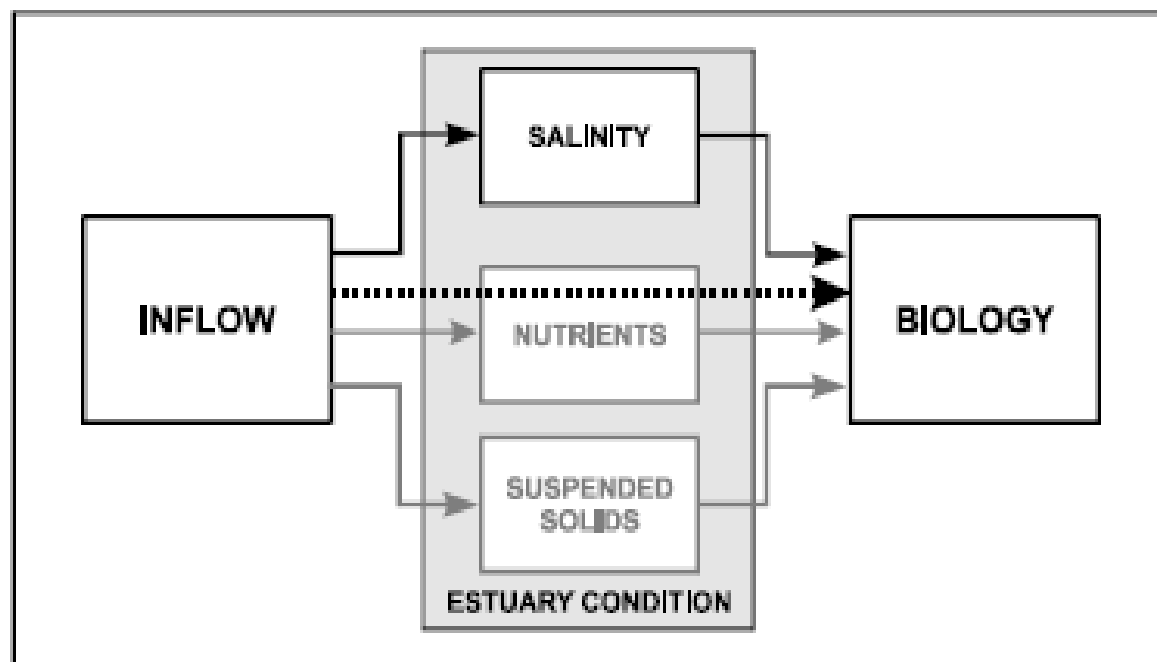 SALINITY
INFLOW
NUTRIENTS
BIOLOGY
SUSPENDED
SOLIDS
ESTUARY CONDITION